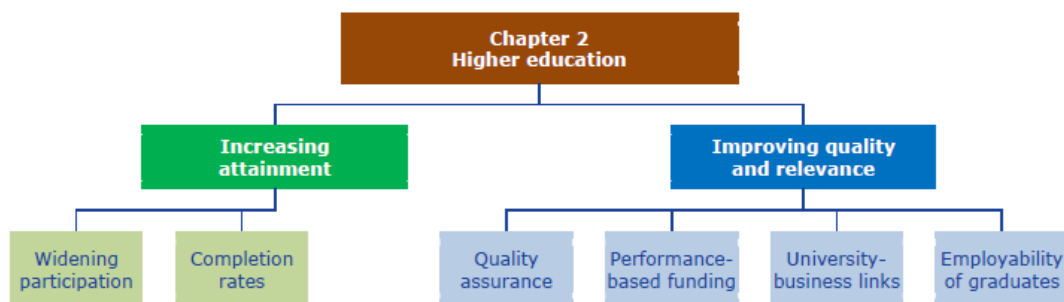 Chapter 2
Higher education
Increasing
attainment
Improving quality
and relevance
Widening
participation
Completion
rates
Quality
assurance
Performance-
based funding
University-
business links
Employability
of graduates